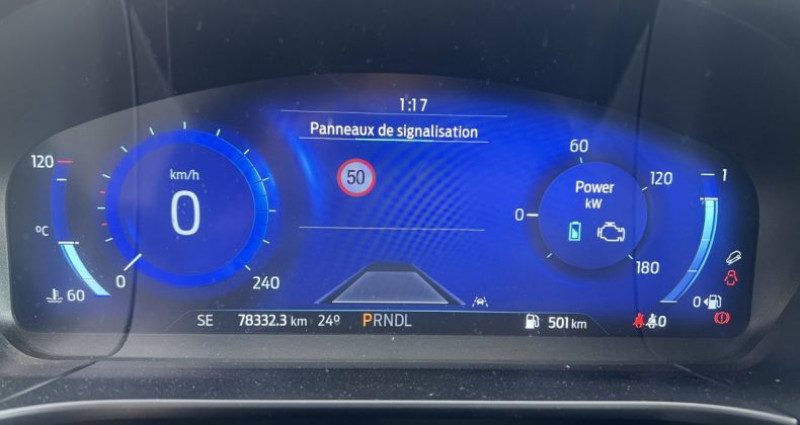 1:17
Panneaux de signalisation
50
km/h
0
0
240
120
°C
60
60
Power
kW
0
120
180
1
0
SE 78332.3 km 24° PRNDL 501 km
0